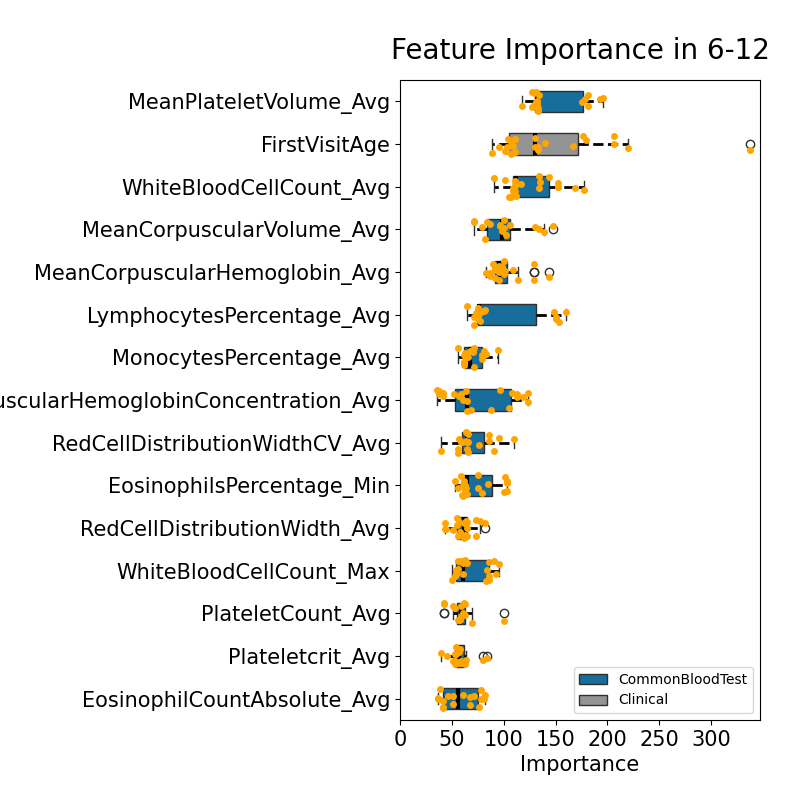 Feature Importance in 6-12
MeanPlateletVolume_Avg
FirstVisitAge
WhiteBloodCellCount_Avg
MeanCorpuscularVolume_Avg
MeanCorpuscularHemoglobin_Avg
LymphocytesPercentage_Avg
MonocytesPercentage_Avg
uscularHemoglobinConcentration_Avg
RedCellDistributionWidthCV_Avg
EosinophilsPercentage_Min
RedCellDistributionWidth_Avg
WhiteBloodCellCount_Max
PlateletCount_Avg
Plateletcrit_Avg
EosinophilCountAbsolute_Avg
CommonBloodTest
Clinical
0 50 100 150 200 250 300
Importance